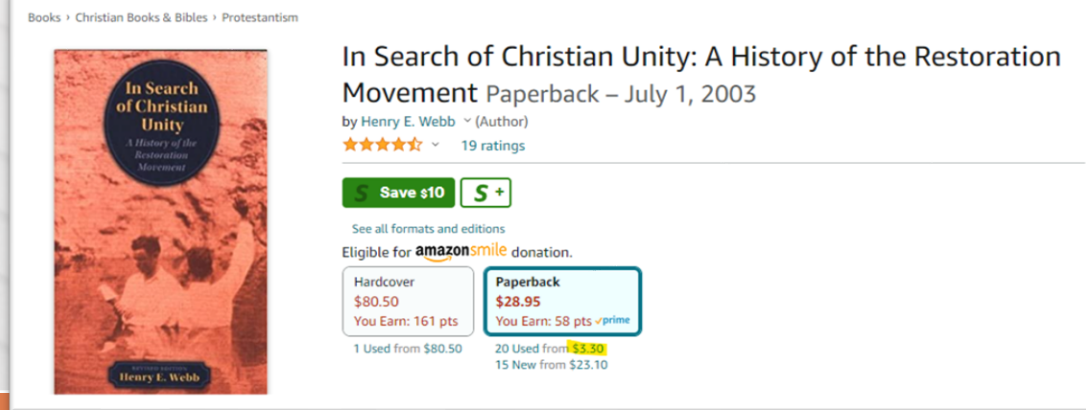 Books › Christian Books & Bibles › Protestantism
In Search
of Christian
Unity
A History of the
Restoration
Movement
REVISED EDITION
Henry E. Webb
In Search of Christian Unity: A History of the Restoration
Movement Paperback – July 1, 2003
by Henry E. Webb (Author)
19 ratings
S Save $10 S +
See all formats and editions
Eligible for amazonsmile donation.
Hardcover
$80.50
You Earn: 161 pts
1 Used from $80.50
Paperback
$28.95
You Earn: 58 pts prime
20 Used from $3.30
15 New from $23.10